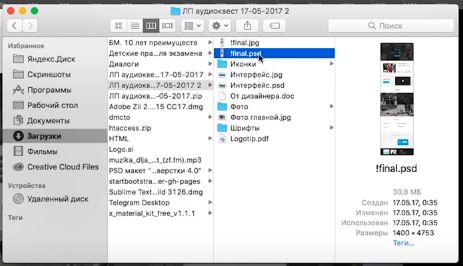 ЛП аудиоквест 17-05-2017 2
Поиск
Избранное
Яндекс.Диск
Скриншоты
Программы
Рабочий стол
Документы
Загрузки
Фильмы
Creative Cloud Files
Устройства
Удаленный диск
Теги
БМ. 10 лет преимуществ
Детские пра...ля экзамена
Диалоги
ЛП аудиокве...17-05-2017
ЛП аудиокв...7-05-2017 2
ЛП аудиокве...-05-2017.zip
Adobe Zii 2...15 CC17.dmg
dmcto
htaccess.zip
HTML
Logo.ai
muzika_dlja_...t_(zf.fm).mp3
PSD макет "...верстки 4.0"
startbootstra...er-gh-pages
Sublime Text...ild 3126.dmg
Telegram Desktop
x_material_kit_free_v1.1.1
!final.jpg
!final.psd
Иконки
Интерфейс.jpg
Интерфейс.psd
От дизайнера.doc
Фото
Фото главной.jpg
Шрифты
Logotip.pdf
!final.psd
30,8 МБ
Создан 17.05.17, 0:35
Изменен 17.05.17, 0:35
Использован 17.05.17, 0:35
Размеры 1400 × 4753
Теги...